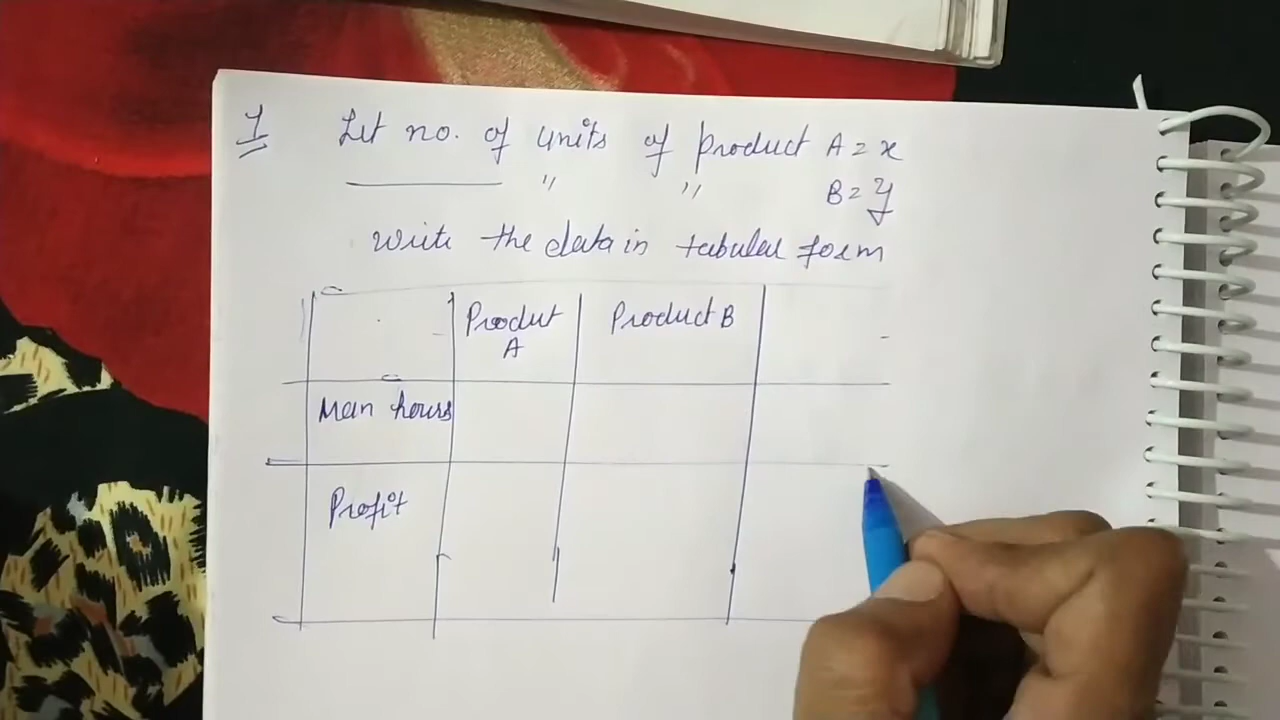 1 Let no. of units of product A = x
" " B = y
Write the data in tabular form
Product A
Product B
Man hours
Profit